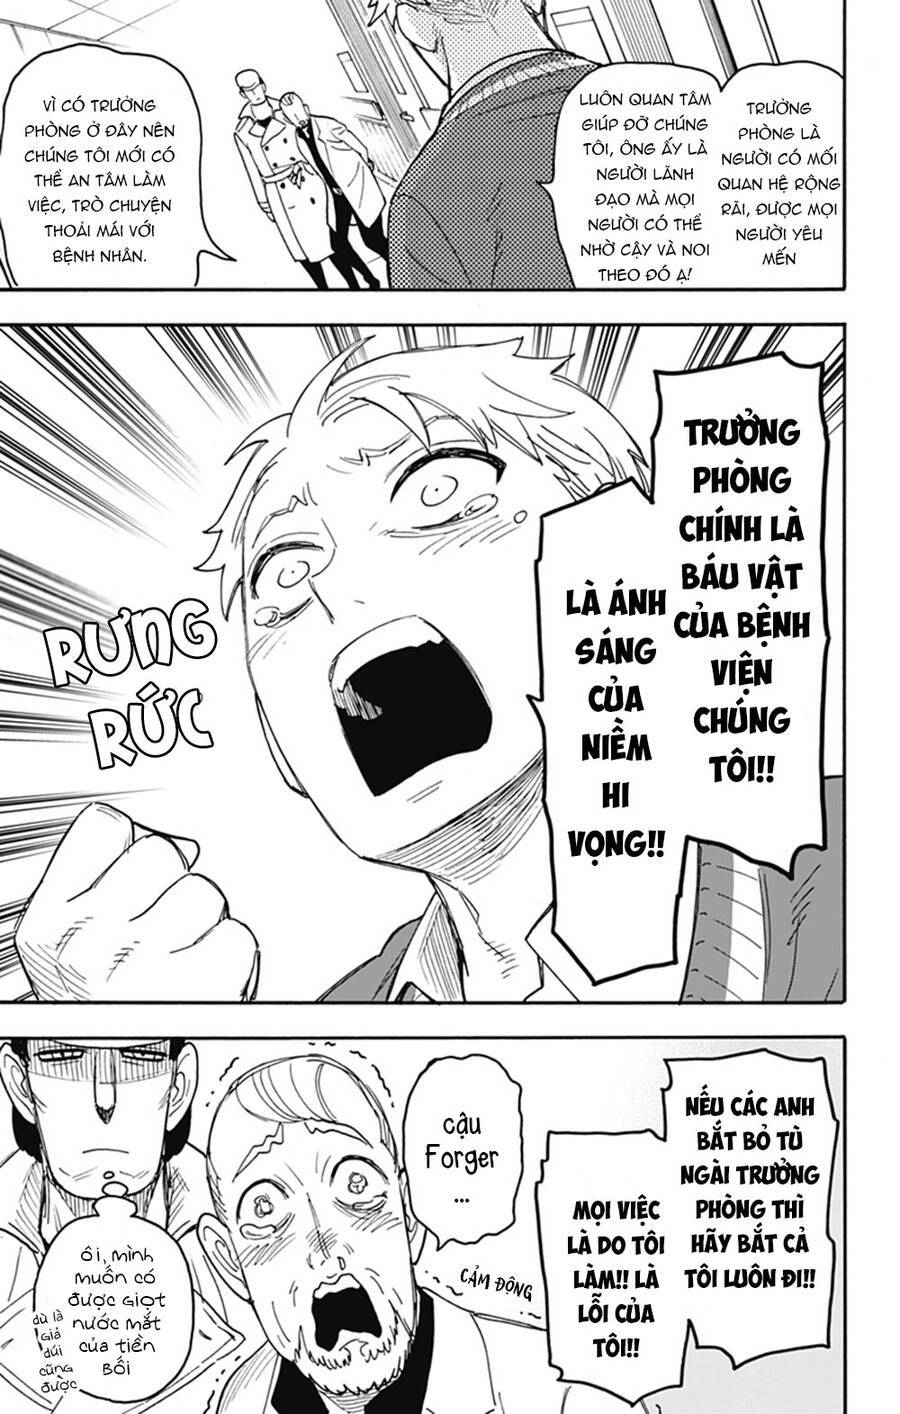 TRƯỞNG
PHÒNG LÀ
NGƯỜI CÓ MỐI
QUAN HỆ RỘNG
RÃI, ĐƯỢC MỌI
NGƯỜI YÊU
MẾN
LUÔN QUAN TÂM
GIÚP ĐỠ CHÚNG
TÔI, ÔNG ẤY LÀ
NGƯỜI LÃNH
ĐẠO MÀ MỌI
NGƯỜI CÓ THỂ
NHỜ CẬY VÀ NOI
THEO ĐÓ Ạ!
VÌ CÓ TRƯỞNG
PHÒNG Ở ĐÂY NÊN
CHÚNG TÔI MỚI CÓ
THỂ AN TÂM LÀM
VIỆC, TRÒ CHUYỆN
THOẢI MÁI VỚI
BỆNH NHÂN.
TRƯỞNG
PHÒNG
CHÍNH LÀ
BÁU VẬT
CỦA BỆNH
VIỆN
CHÚNG
TÔI!!
LÀ ÁNH
SÁNG
CỦA
NIỀM
HI
VỌNG!!
RƯNG
RỨC
NẾU CÁC ANH
BẮT BỎ TÙ
NGÀI TRƯỞNG
PHÒNG THÌ
HÃY BẮT CẢ
TÔI LUÔN ĐI!!
MỌI VIỆC
LÀ DO TÔI
LÀM!! LÀ
LỖI CỦA
TÔI!!
cậu
Forger
...
CẢM ĐỘNG
ôi, mình
muốn có
được giọt
nước mắt
của tiền
bối
dù là
giả
dúi
cũng
được